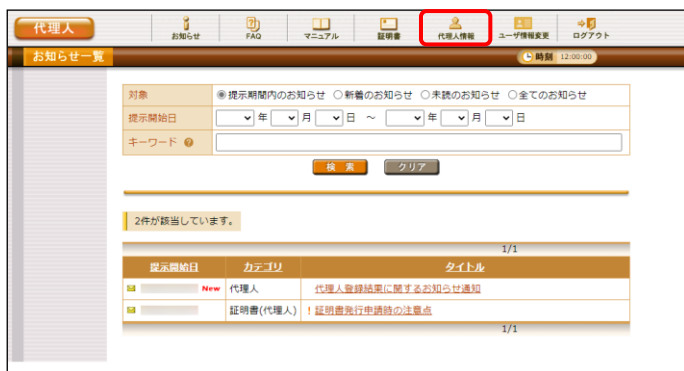 代理人
お知らせ FAQ マニュアル 証明書 代理人情報 ユーザ情報変更 ログアウト
お知らせ一覧 時刻 12:00:00
対象 提示期間内のお知らせ 新着のお知らせ 未読のお知らせ 全てのお知らせ
提示開始日 年 月 日 ～ 年 月 日
キーワード ?
検索 クリア
2件が該当しています。
1/1
提示開始日 カテゴリ タイトル
New 代理人 代理人登録結果に関するお知らせ通知
証明書(代理人) ! 証明書発行申請時の注意点
1/1